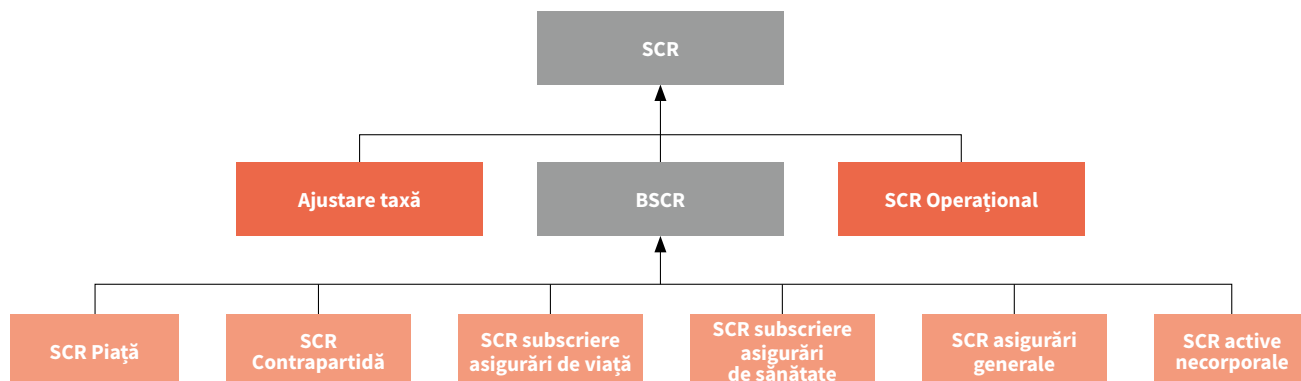 SCR
Ajustare taxă
BSCR
SCR Operațional
SCR Piață
SCR
Contrapartidă
SCR subscriere
asigurări de viață
SCR subscriere
asigurări
de sănătate
SCR asigurări
generale
SCR active
necorporale